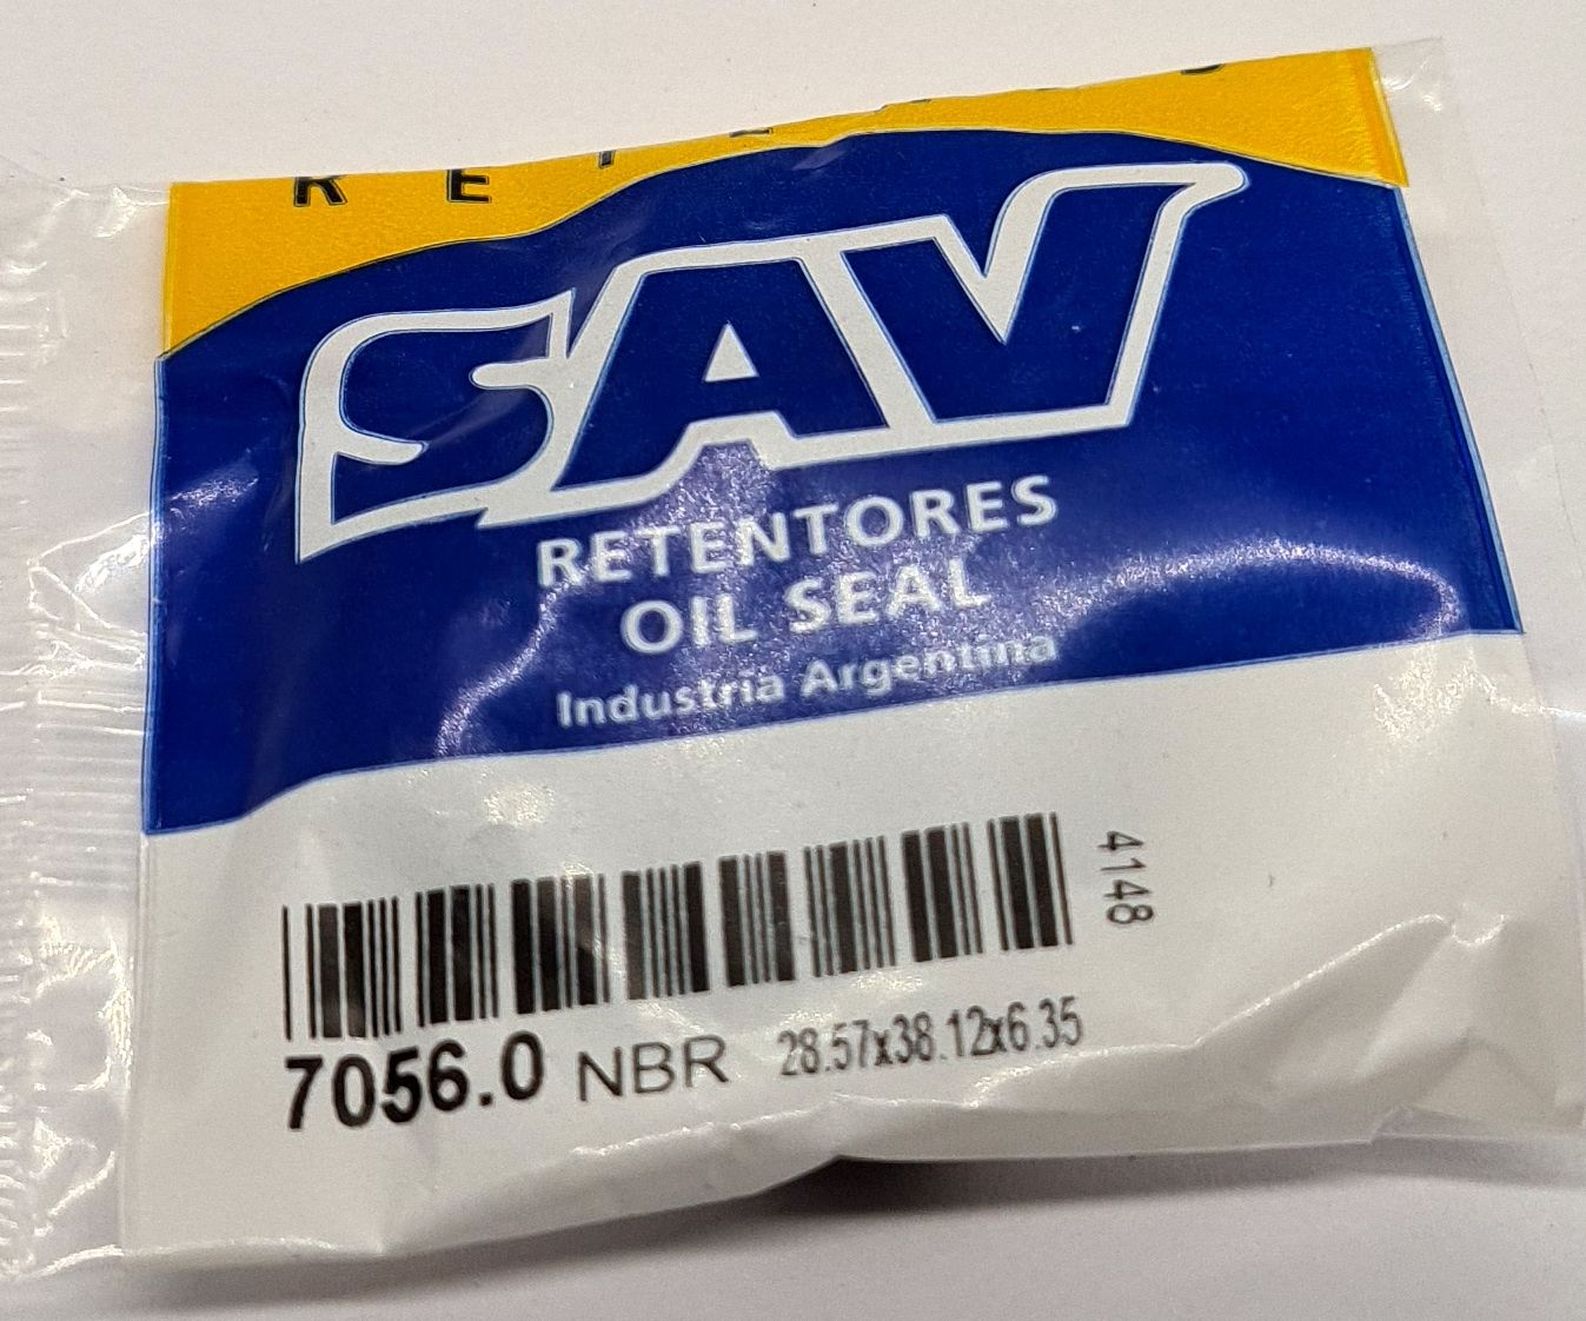 SAV
RETENTORES
OIL SEAL
Industria Argentina
4148
7056.0 NBR 28.57x38.12x6.35